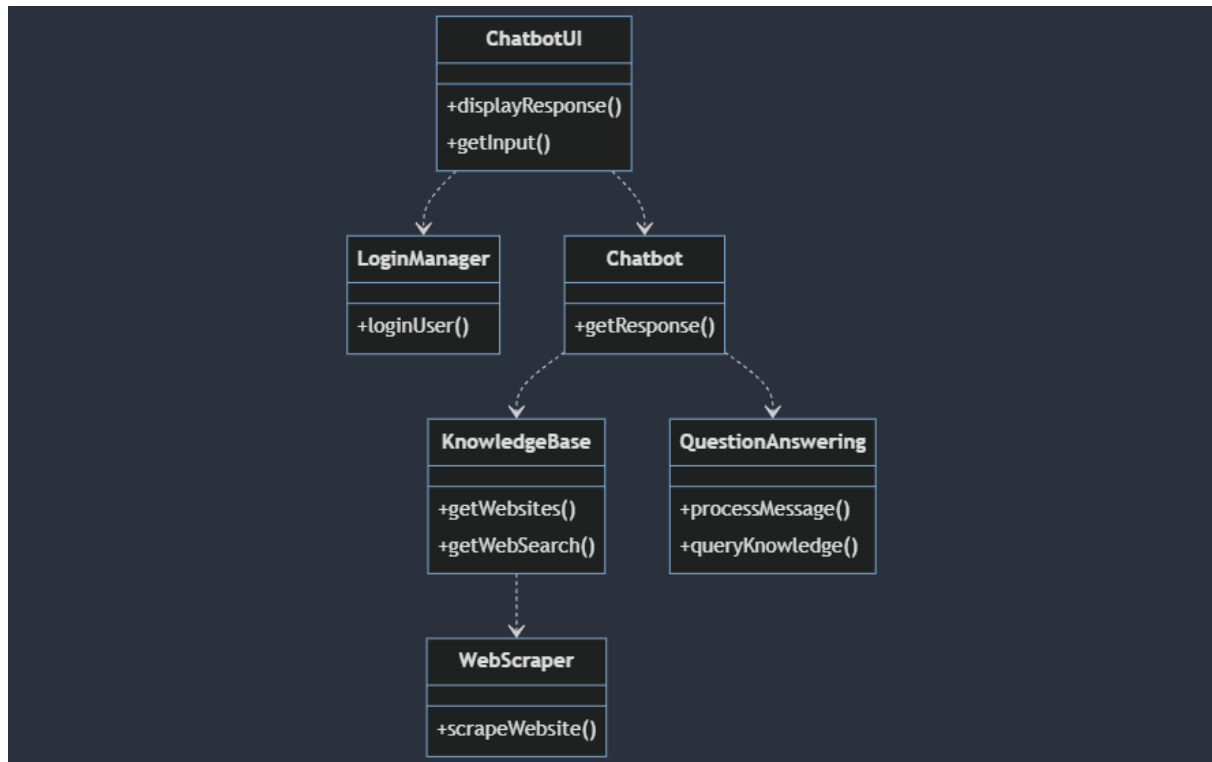 ChatbotUI
+displayResponse()
+getInput()
LoginManager
+loginUser()
Chatbot
+getResponse()
KnowledgeBase
+getWebsites()
+getWebSearch()
QuestionAnswering
+processMessage()
+queryKnowledge()
WebScraper
+scrapeWebsite()